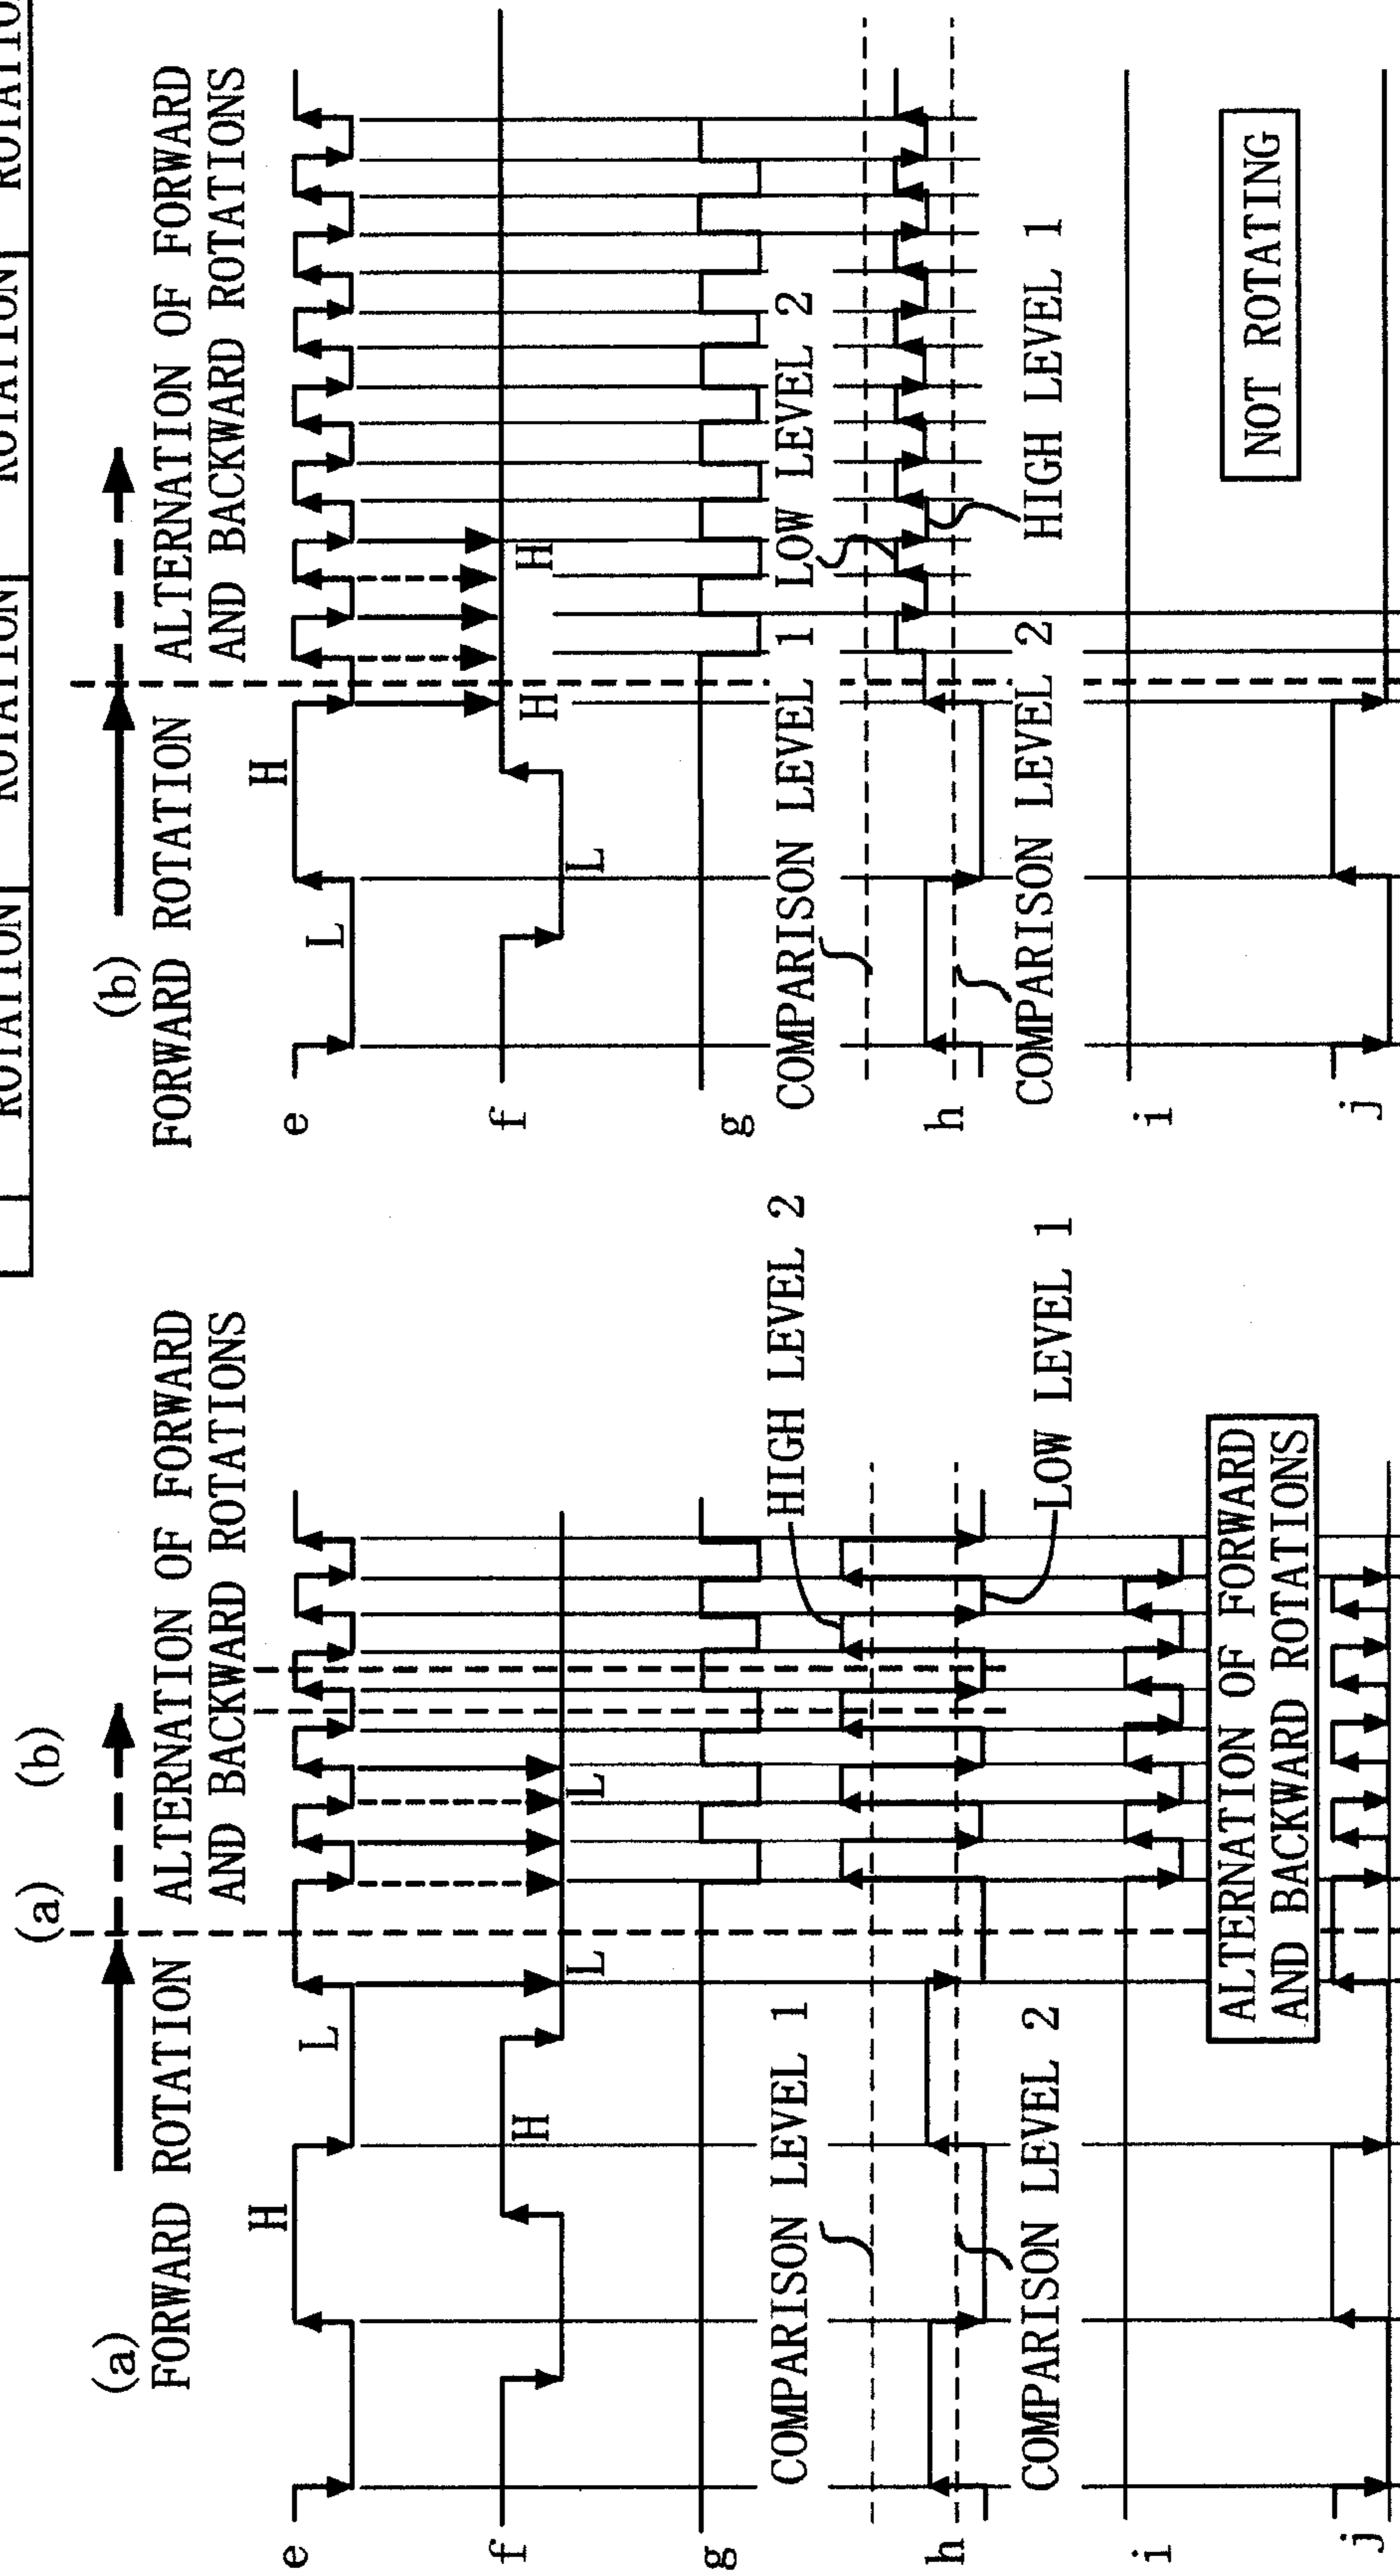 ROTATION
ROTATION
ROTATION
(a)
(b)
(a)
FORWARD ROTATION
ALTERNATION OF FORWARD
AND BACKWARD ROTATIONS
e
H
L
f
H
L
L
g
COMPARISON LEVEL 1
HIGH LEVEL 2
h
COMPARISON LEVEL 2
LOW LEVEL 1
i
ALTERNATION OF FORWARD
AND BACKWARD ROTATIONS
j
(b)
FORWARD ROTATION
ALTERNATION OF FORWARD
AND BACKWARD ROTATIONS
e
L
H
f
L
H
H
g
COMPARISON LEVEL 1
LOW LEVEL 2
h
COMPARISON LEVEL 2
HIGH LEVEL 1
i
NOT ROTATING
j